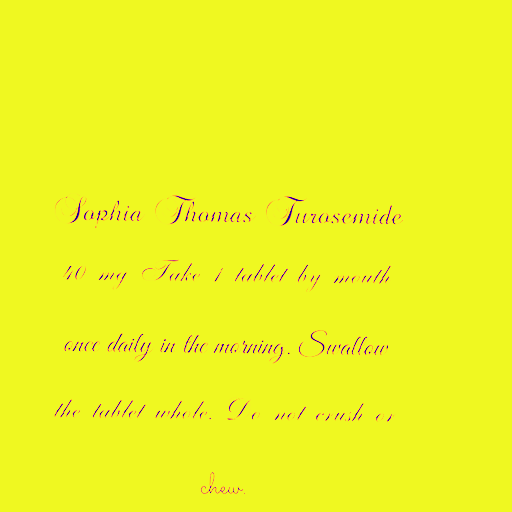 Sophia Thomas Furosemide
40 mg Take 1 tablet by mouth
once daily in the morning. Swallow
the tablet whole. Do not crush or
chew.